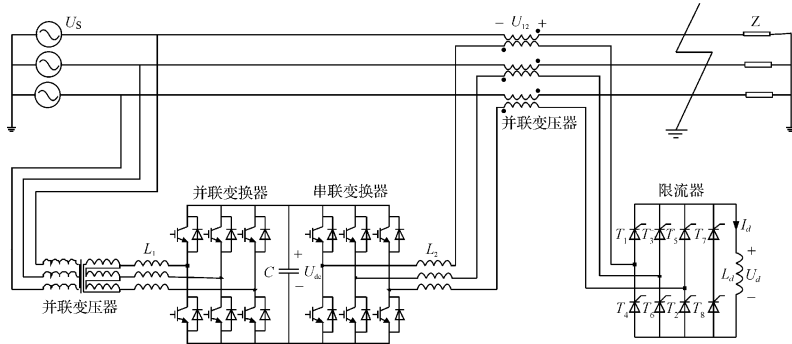 U_S
− U_12 +
Z
并联变压器
并联变换器
串联变换器
限流器
L_1
C
+
U_dc
−
L_2
并联变压器
T_1 T_3 T_5 T_7
T_4 T_6 T_2 T_8
I_d
L_d
+
U_d
−